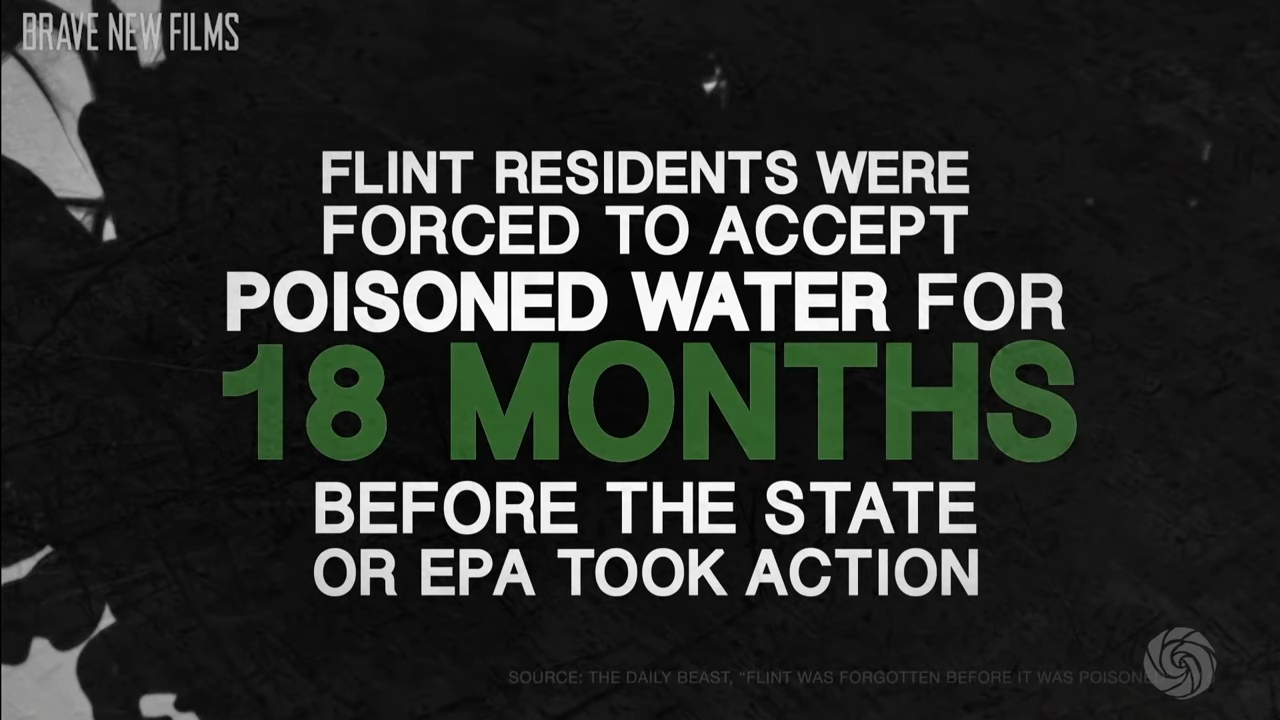 BRAVE NEW FILMS
FLINT RESIDENTS WERE
FORCED TO ACCEPT
POISONED WATER FOR
18 MONTHS
BEFORE THE STATE
OR EPA TOOK ACTION
SOURCE: THE DAILY BEAST, "FLINT WAS FORGOTTEN BEFORE IT WAS